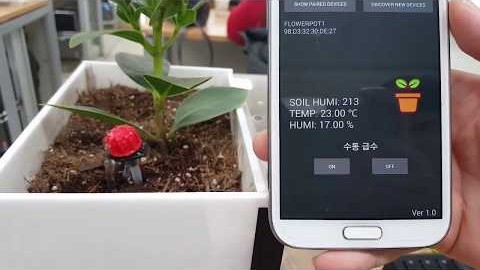 SHOW PAIRED DEVICES
DISCOVER NEW DEVICES
FLOWERPOT1
98:D3:32:30:DE:27
SOIL HUMI: 213
TEMP: 23.00 ℃
HUMI: 17.00 %
수동 급수
ON
OFF
Ver 1.0